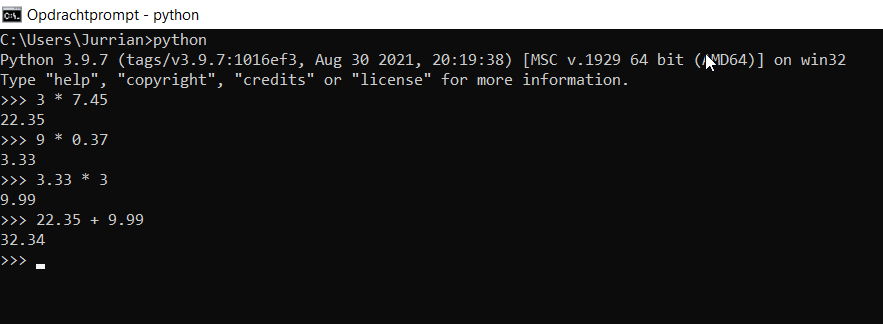 Opdrachtprompt - python
C:\Users\Jurrian>python
Python 3.9.7 (tags/v3.9.7:1016ef3, Aug 30 2021, 20:19:38) [MSC v.1929 64 bit (AMD64)] on win32
Type "help", "copyright", "credits" or "license" for more information.
>>> 3 * 7.45
22.35
>>> 9 * 0.37
3.33
>>> 3.33 * 3
9.99
>>> 22.35 + 9.99
32.34
>>>